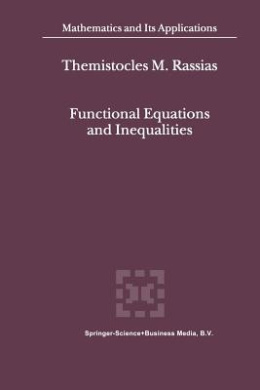 Mathematics and Its Applications
Themistocles M. Rassias
Functional Equations
and Inequalities
Springer-Science+Business Media, B.V.